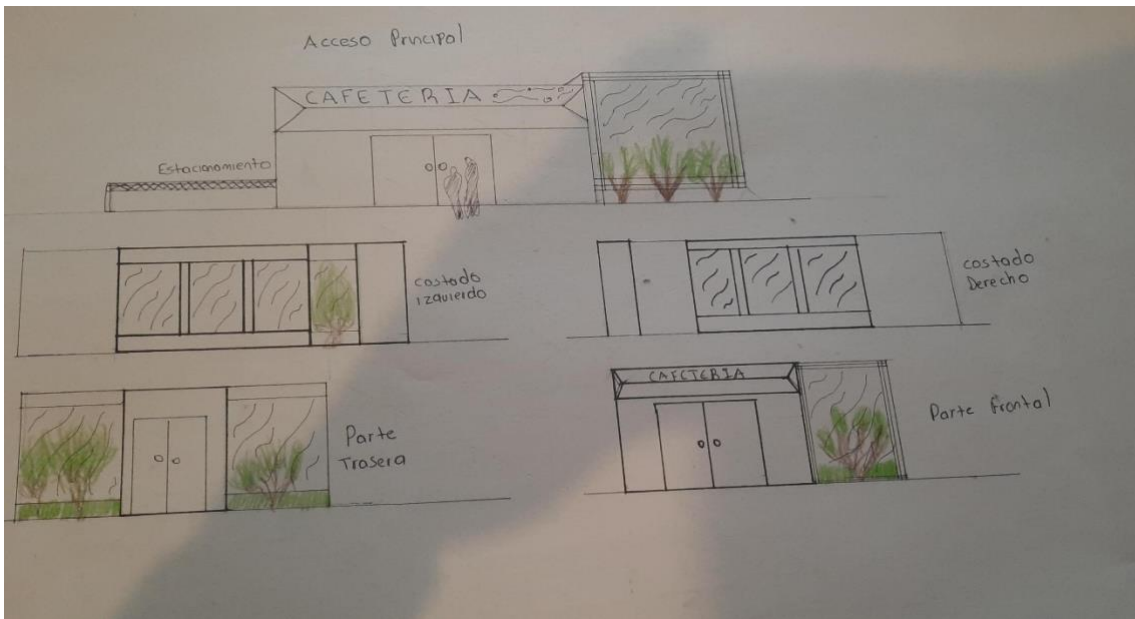 Acceso Principal
CAFETERIA
Estacionamiento
costado
Izquierdo
costado
Derecho
Parte
Trasera
CAFETERIA
Parte Frontal